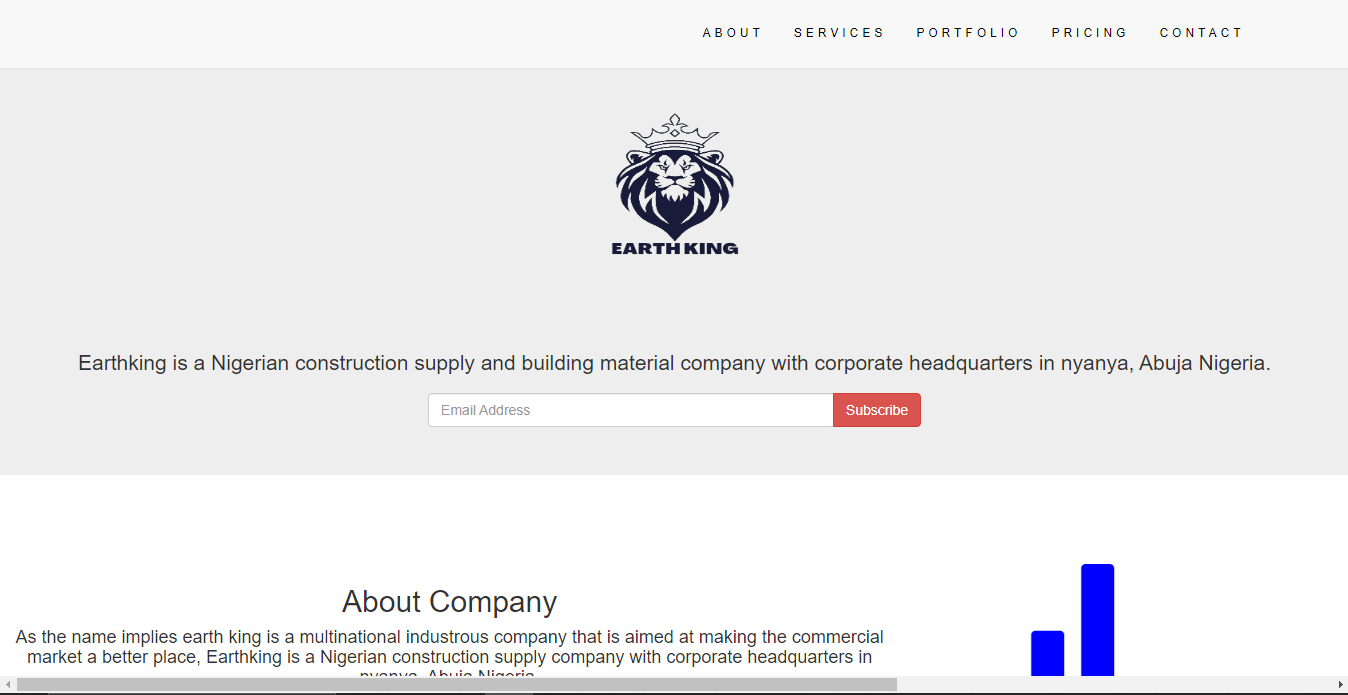 ABOUT SERVICES PORTFOLIO PRICING CONTACT
EARTH KING
Earthking is a Nigerian construction supply and building material company with corporate headquarters in nyanya, Abuja Nigeria.
Email Address Subscribe
About Company
As the name implies earth king is a multinational industrous company that is aimed at making the commercial
market a better place, Earthking is a Nigerian construction supply company with corporate headquarters in
nyanya, Abuja Nigeria